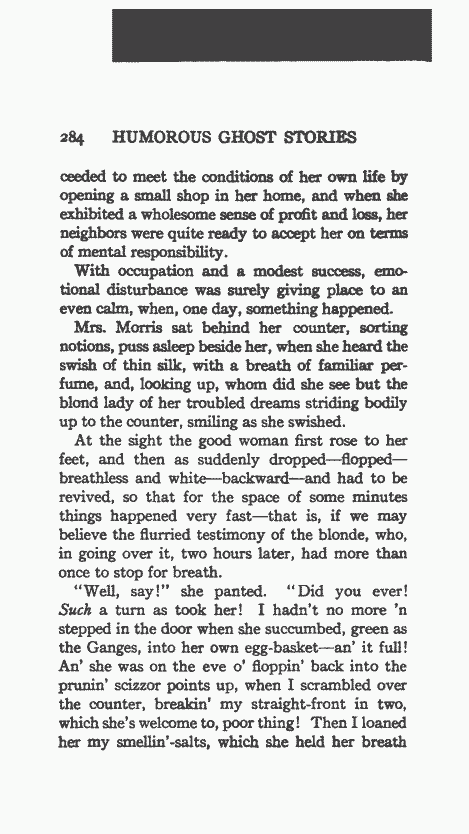 284 HUMOROUS GHOST STORIES
ceeded to meet the conditions of her own life by
opening a small shop in her home, and when she
exhibited a wholesome sense of profit and loss, her
neighbors were quite ready to accept her on terms
of mental responsibility.
With occupation and a modest success, emo-
tional disturbance was surely giving place to an
even calm, when, one day, something happened.
Mrs. Morris sat behind her counter, sorting
notions, puss asleep beside her, when she heard the
swish of thin silk, with a breath of familiar per-
fume, and, looking up, whom did she see but the
blond lady of her troubled dreams striding bodily
up to the counter, smiling as she swished.
At the sight the good woman first rose to her
feet, and then as suddenly dropped—flopped—
breathless and white—backward—and had to be
revived, so that for the space of some minutes
things happened very fast—that is, if we may
believe the flurried testimony of the blonde, who,
in going over it, two hours later, had more than
once to stop for breath.
"Well, say!" she panted. "Did you ever!
Such a turn as took her! I hadn't no more 'n
stepped in the door when she succumbed, green as
the Ganges, into her own egg-basket—an' it full!
An' she was on the eve o' floppin' back into the
prunin' scizzor points up, when I scrambled over
the counter, breakin' my straight-front in two,
which she's welcome to, poor thing! Then I loaned
her my smellin'-salts, which she held her breath